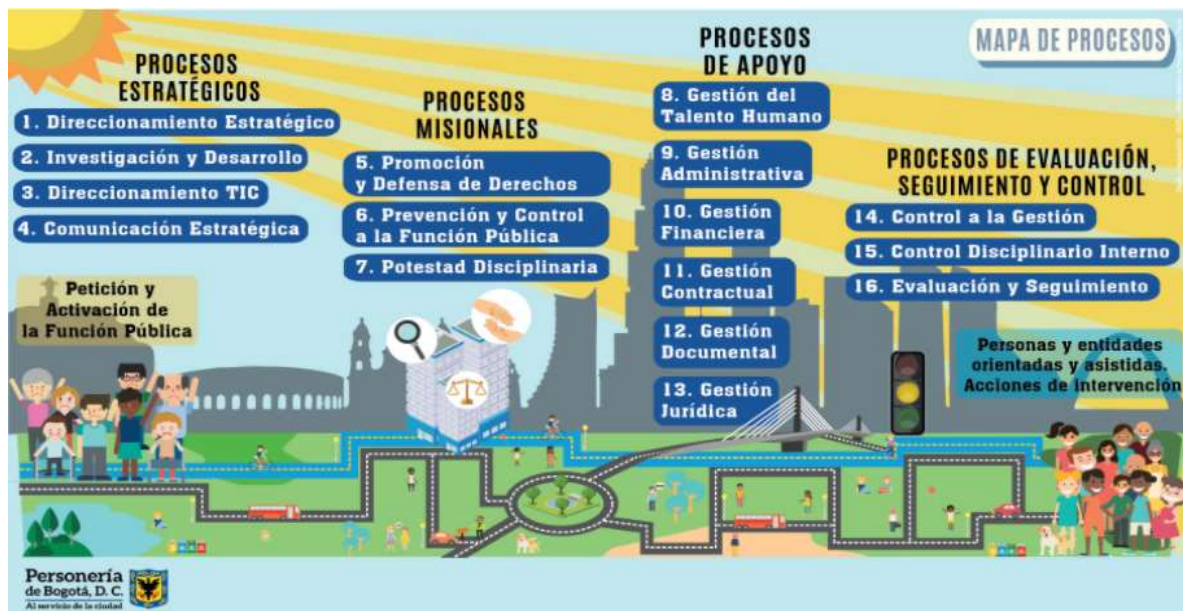 MAPA DE PROCESOS
PROCESOS
ESTRATÉGICOS
1. Direccionamiento Estratégico
2. Investigación y Desarrollo
3. Direccionamiento TIC
4. Comunicación Estratégica
PROCESOS
MISIONALES
5. Promoción
y Defensa de Derechos
6. Prevención y Control
a la Función Pública
7. Potestad Disciplinaria
PROCESOS
DE APOYO
8. Gestión del
Talento Humano
9. Gestión
Administrativa
10. Gestión
Financiera
11. Gestión
Contractual
12. Gestión
Documental
13. Gestión
Jurídica
PROCESOS DE EVALUACIÓN,
SEGUIMIENTO Y CONTROL
14. Control a la Gestión
15. Control Disciplinario Interno
16. Evaluación y Seguimiento
Petición y
Activación de
la Función Pública
Personas y entidades
orientadas y asistidas.
Acciones de intervención
Personería
de Bogotá, D. C.
Al servicio de la ciudad